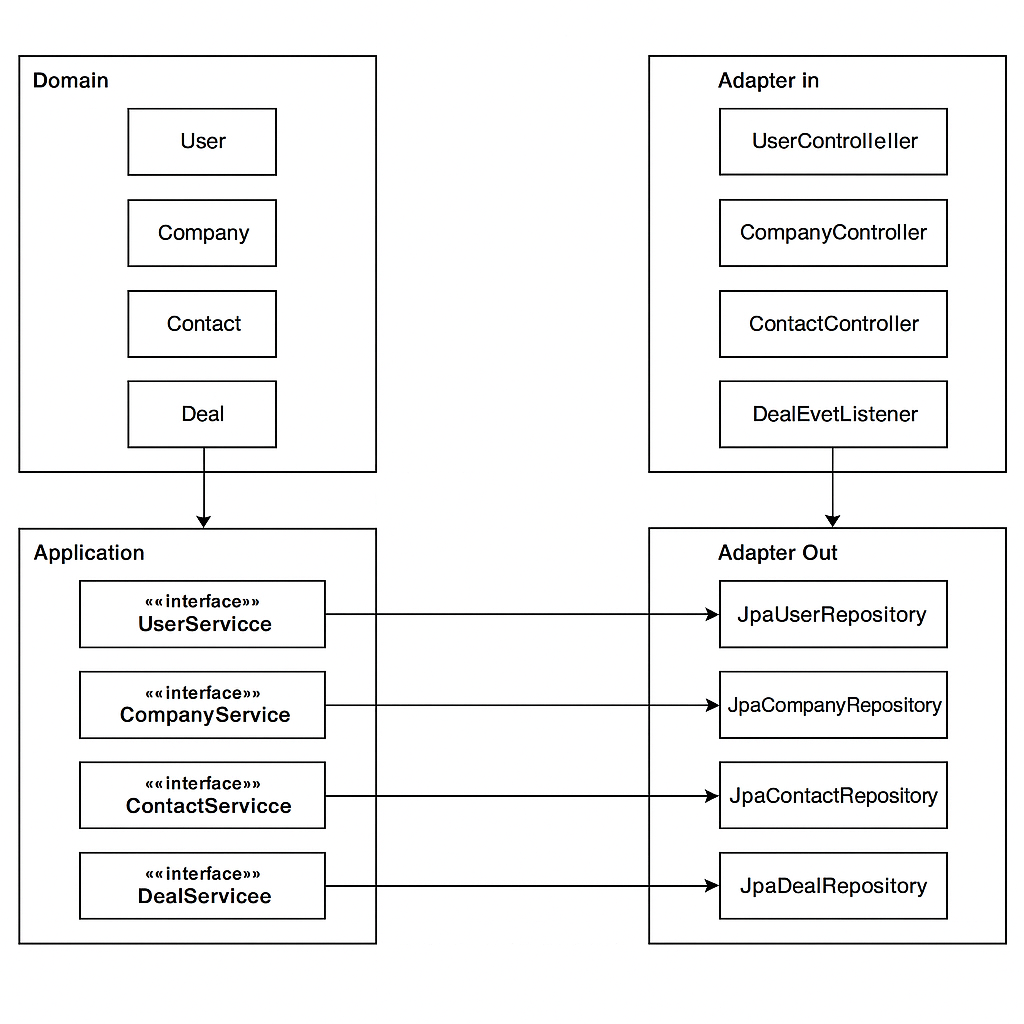 Domain
User
Company
Contact
Deal
Adapter in
UserControlleller
CompanyController
ContactController
DealEvetListener
Application
««interface»»
UserServicce
««interface»»
CompanyService
««interface»»
ContactServicce
««interface»»
DealServicee
Adapter Out
JpaUserRepository
JpaCompanyRepository
JpaContactRepository
JpaDealRepository